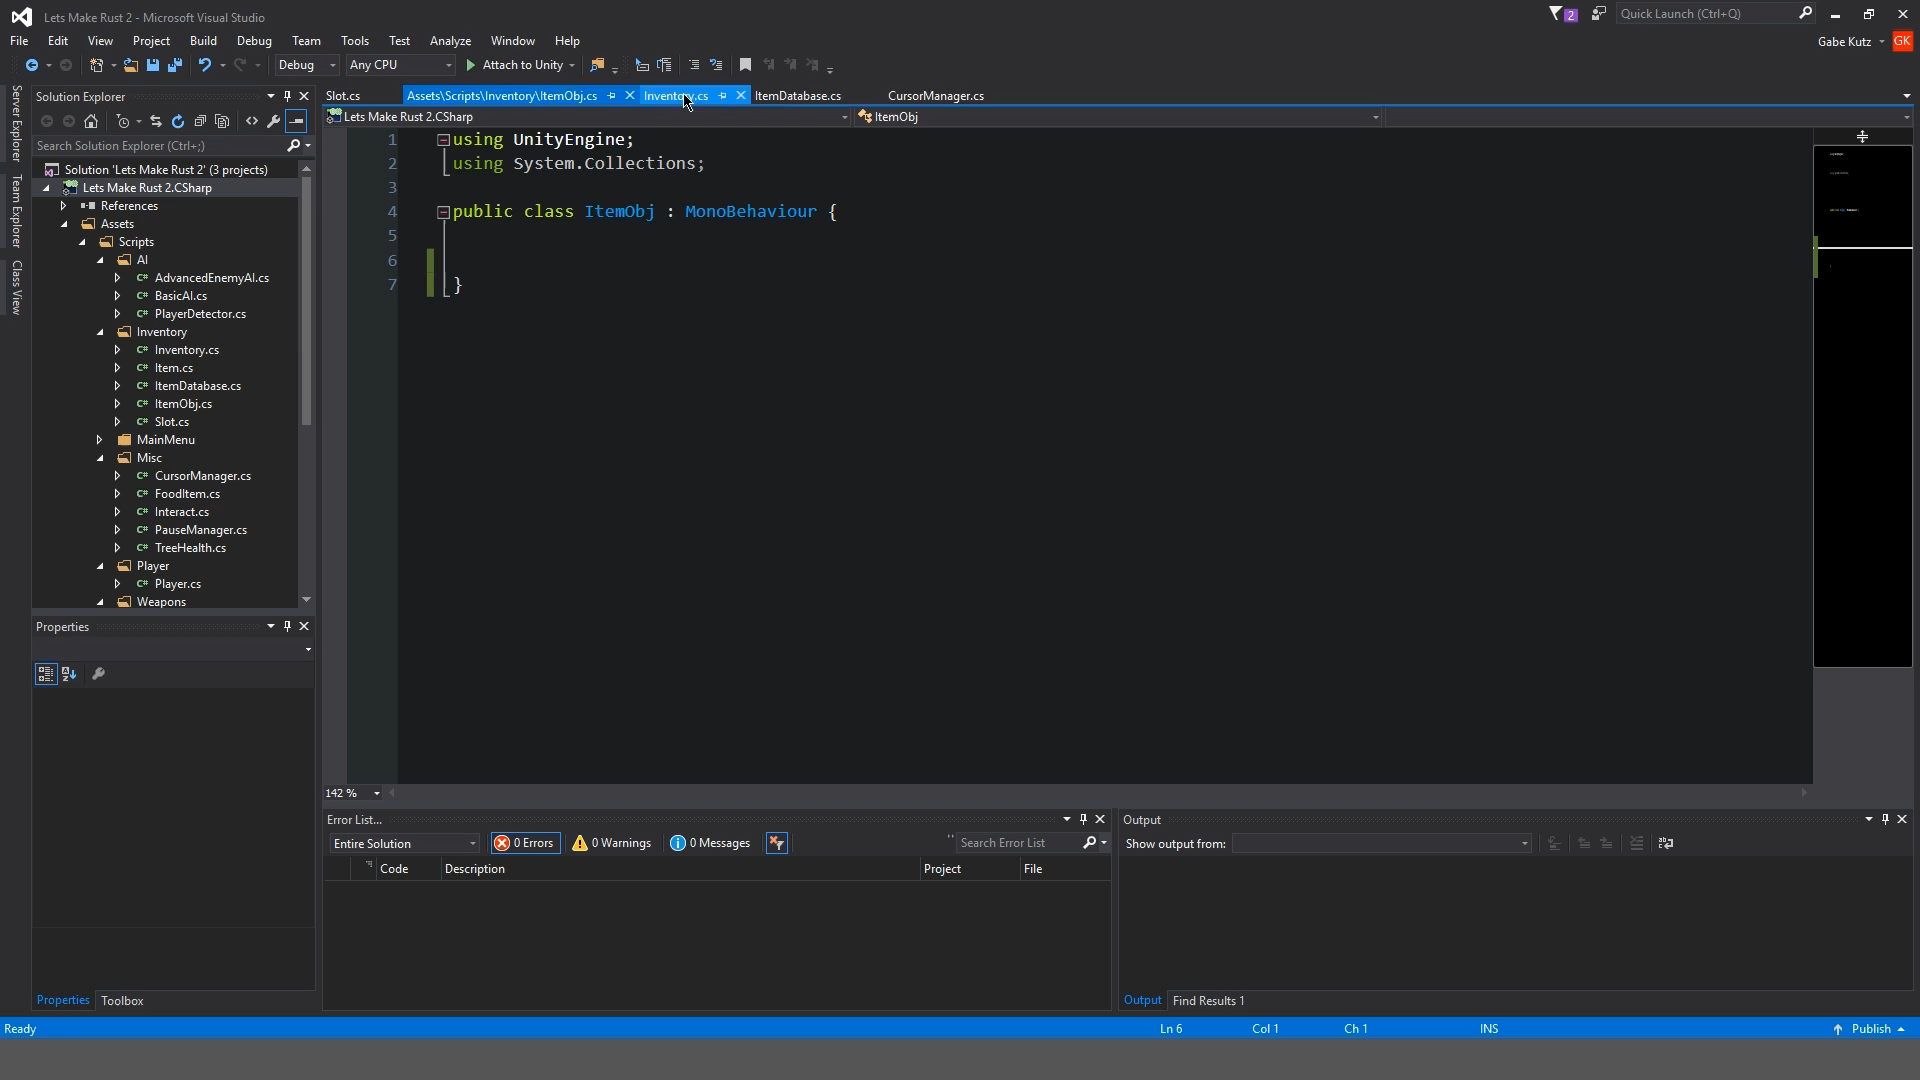 Lets Make Rust 2 - Microsoft Visual Studio
2
Quick Launch (Ctrl+Q)
File Edit View Project Build Debug Team Tools Test Analyze Window Help
Gabe Kutz GK
Debug Any CPU Attach to Unity
Server Explorer
Team Explorer
Class View
Solution Explorer
Search Solution Explorer (Ctrl+;)
Solution 'Lets Make Rust 2' (3 projects)
Lets Make Rust 2.CSharp
References
Assets
Scripts
AI
C# AdvancedEnemyAI.cs
C# BasicAI.cs
C# PlayerDetector.cs
Inventory
C# Inventory.cs
C# Item.cs
C# ItemDatabase.cs
C# ItemObj.cs
C# Slot.cs
MainMenu
Misc
C# CursorManager.cs
C# FoodItem.cs
C# Interact.cs
C# PauseManager.cs
C# TreeHealth.cs
Player
C# Player.cs
Weapons
Properties
Properties Toolbox
Slot.cs Assets\Scripts\Inventory\ItemObj.cs Inventory.cs ItemDatabase.cs CursorManager.cs
Lets Make Rust 2.CSharp ItemObj
1 using UnityEngine;
2 using System.Collections;
3
4 public class ItemObj : MonoBehaviour {
5
6
7 }
142 %
Error List...
Entire Solution 0 Errors 0 Warnings 0 Messages Search Error List
Code Description Project File
Output
Show output from:
Output Find Results 1
Ready Ln 6 Col 1 Ch 1 INS Publish